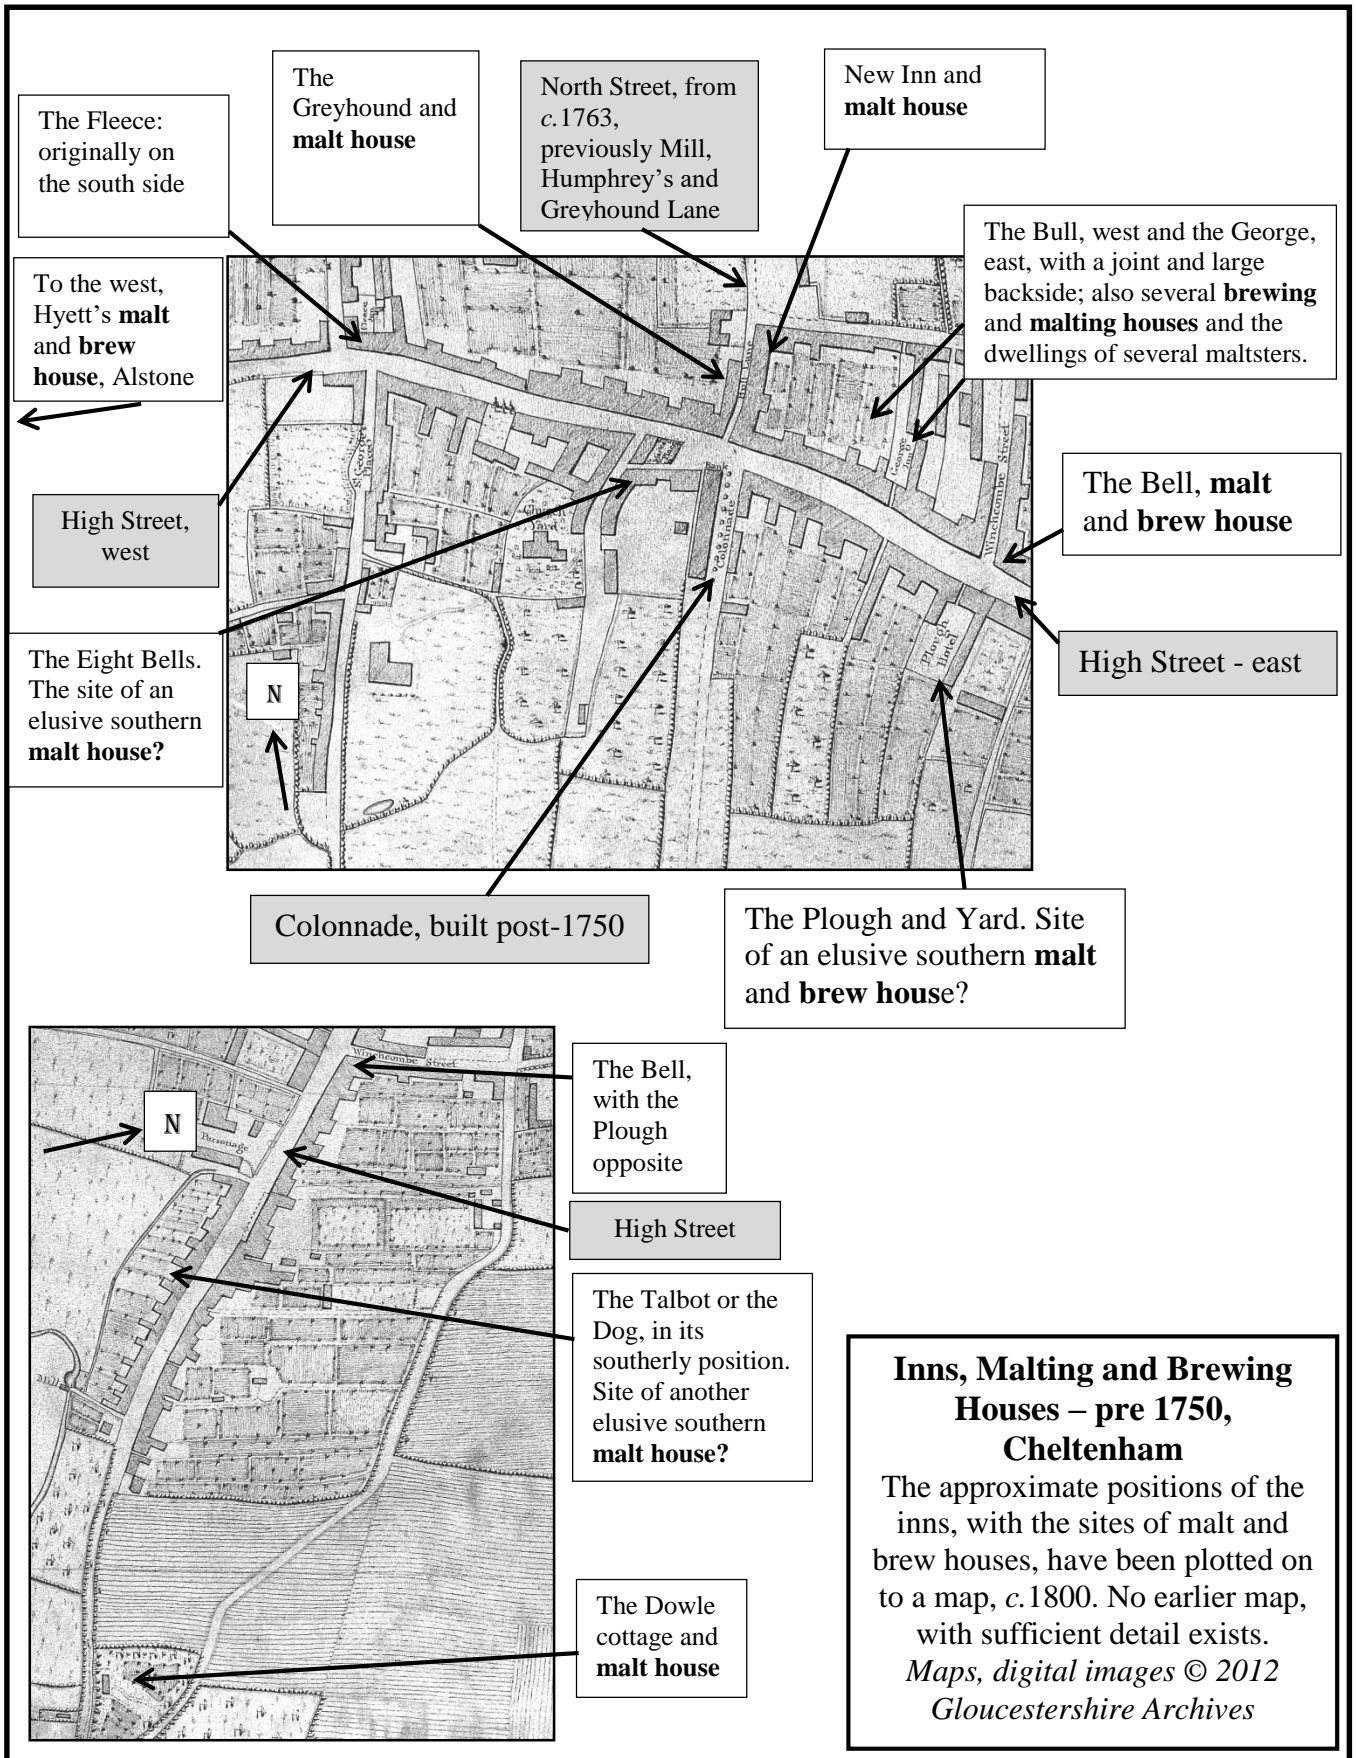 The
Greyhound and
malt house
North Street, from
c.1763,
previously Mill,
Humphrey's and
Greyhound Lane
New Inn and
malt house
The Fleece:
originally on
the south side
The Bull, west and the George,
east, with a joint and large
backside; also several brewing
and malting houses and the
dwellings of several maltsters.
To the west,
Hyett's malt
and brew
house, Alstone
High Street,
west
The Bell, malt
and brew house
The Eight Bells.
The site of an
elusive southern
malt house?
High Street - east
N
St. George
Place
Church
Yard
Bank
Colonnade
George
Inn
Winchcombe Street
Plough
Hotel
Colonnade, built post-1750
The Plough and Yard. Site
of an elusive southern malt
and brew house?
Winchcombe Street
N
Parsonage
Mill
The Bell,
with the
Plough
opposite
High Street
The Talbot or the
Dog, in its
southerly position.
Site of another
elusive southern
malt house?
The Dowle
cottage and
malt house
Inns, Malting and Brewing
Houses – pre 1750,
Cheltenham
The approximate positions of the
inns, with the sites of malt and
brew houses, have been plotted on
to a map, c.1800. No earlier map,
with sufficient detail exists.
Maps, digital images © 2012
Gloucestershire Archives